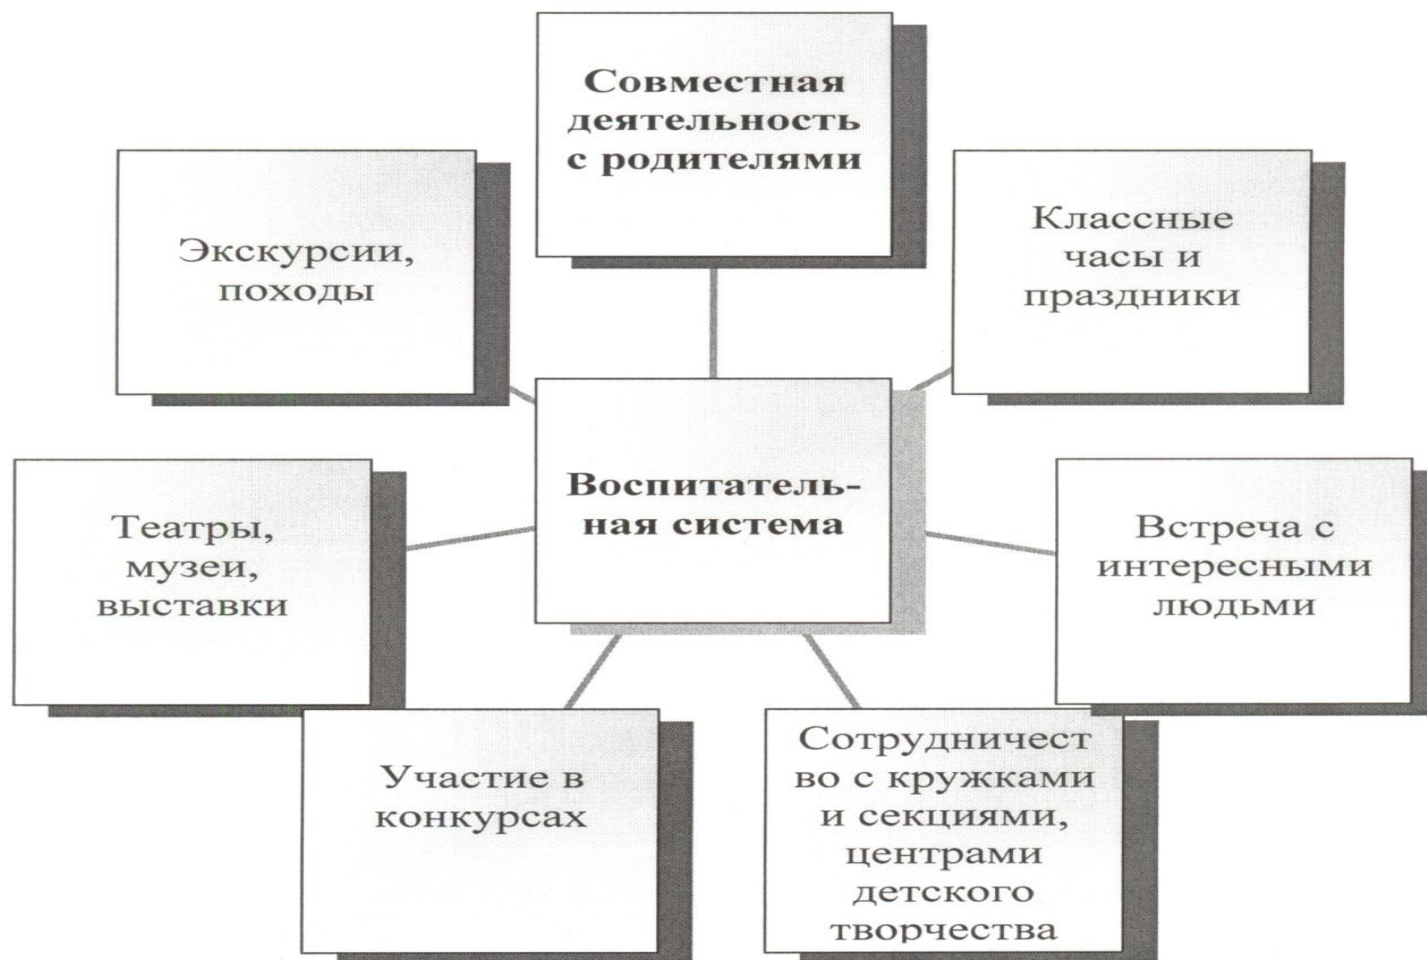 Совместная
деятельность
с родителями
Экскурсии,
походы
Классные
часы и
праздники
Воспитатель-
ная система
Театры,
музеи,
выставки
Встреча с
интересными
людьми
Участие в
конкурсах
Сотрудничест
во с кружками
и секциями,
центрами
детского
творчества